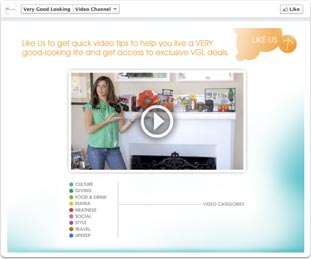 Very Good Looking Video Channel
Like
Like Us to get quick video tips to help you live a VERY
good-looking life and get access to exclusive VGL deals.
LIKE US
CULTURE
GIVING
FOOD & DRINK
MAMA
NEATNESS
SOCIAL
STYLE
TRAVEL
UPKEEP
VIDEO CATEGORIES